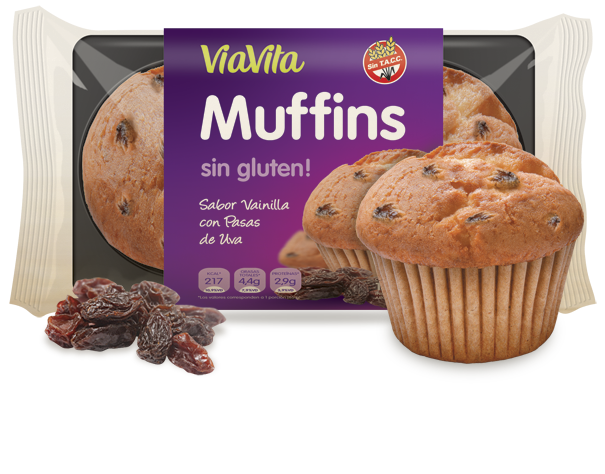 ViaVita
Sin T.A.C.C.
Muffins
sin gluten!
Sabor Vainilla
con Pasas
de Uva
217
4,4g
2,9g